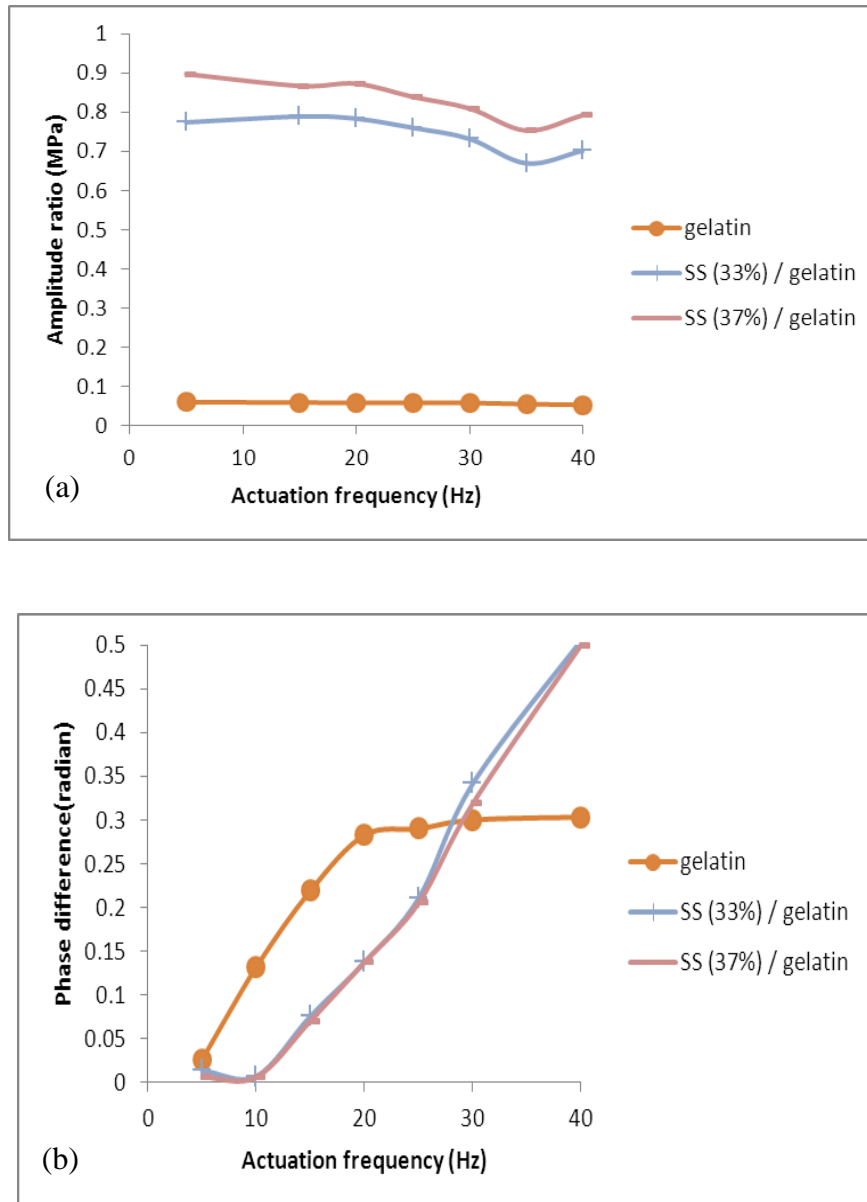 1
0.9
0.8
0.7
0.6
0.5
0.4
0.3
0.2
0.1
0
Amplitude ratio (MPa)
0 10 20 30 40
Actuation frequency (Hz)
gelatin
SS (33%) / gelatin
SS (37%) / gelatin
(a)
0.5
0.45
0.4
0.35
0.3
0.25
0.2
0.15
0.1
0.05
0
Phase difference(radian)
0 10 20 30 40
Actuation frequency (Hz)
gelatin
SS (33%) / gelatin
SS (37%) / gelatin
(b)